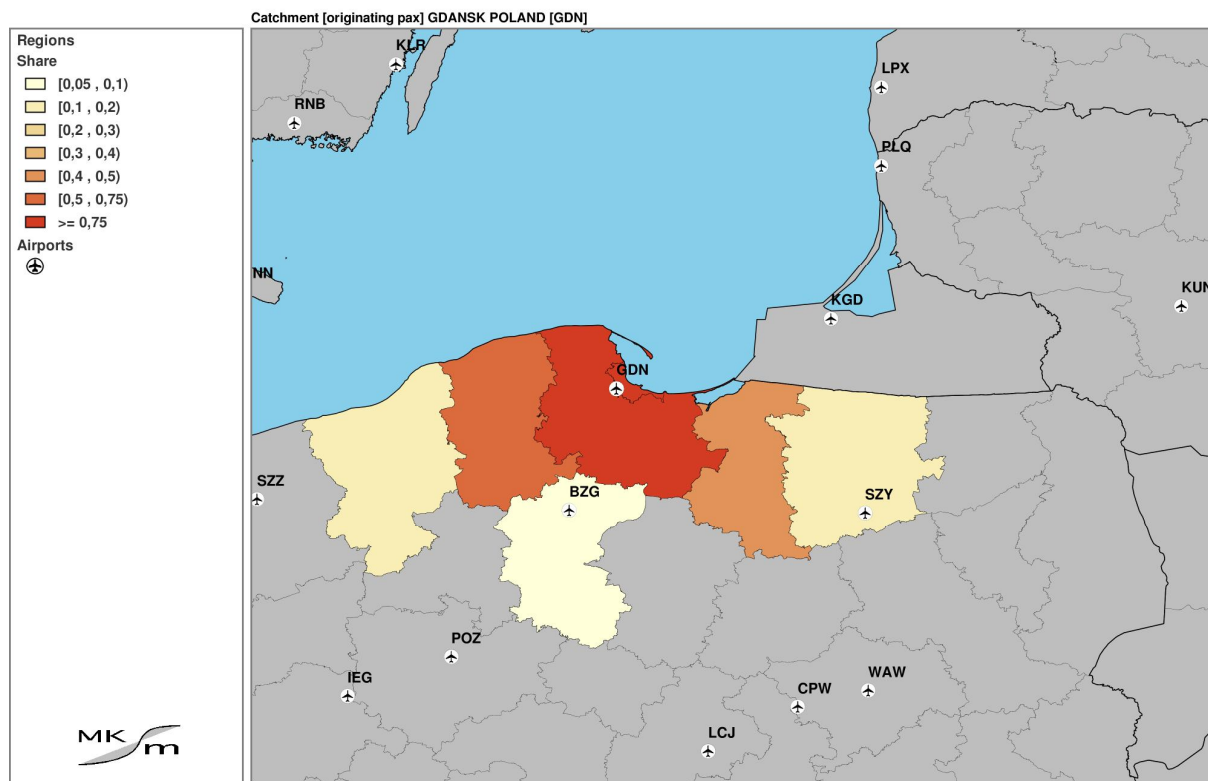 Catchment [originating pax] GDANSK POLAND [GDN]
Regions
Share
[0,05 , 0,1)
[0,1 , 0,2)
[0,2 , 0,3)
[0,3 , 0,4)
[0,4 , 0,5)
[0,5 , 0,75)
>= 0,75
Airports
KLR
LPX
RNB
PLQ
NN
KUN
KGD
GDN
SZZ
BZG
SZY
POZ
IEG
WAW
CPW
LCJ
MK
m